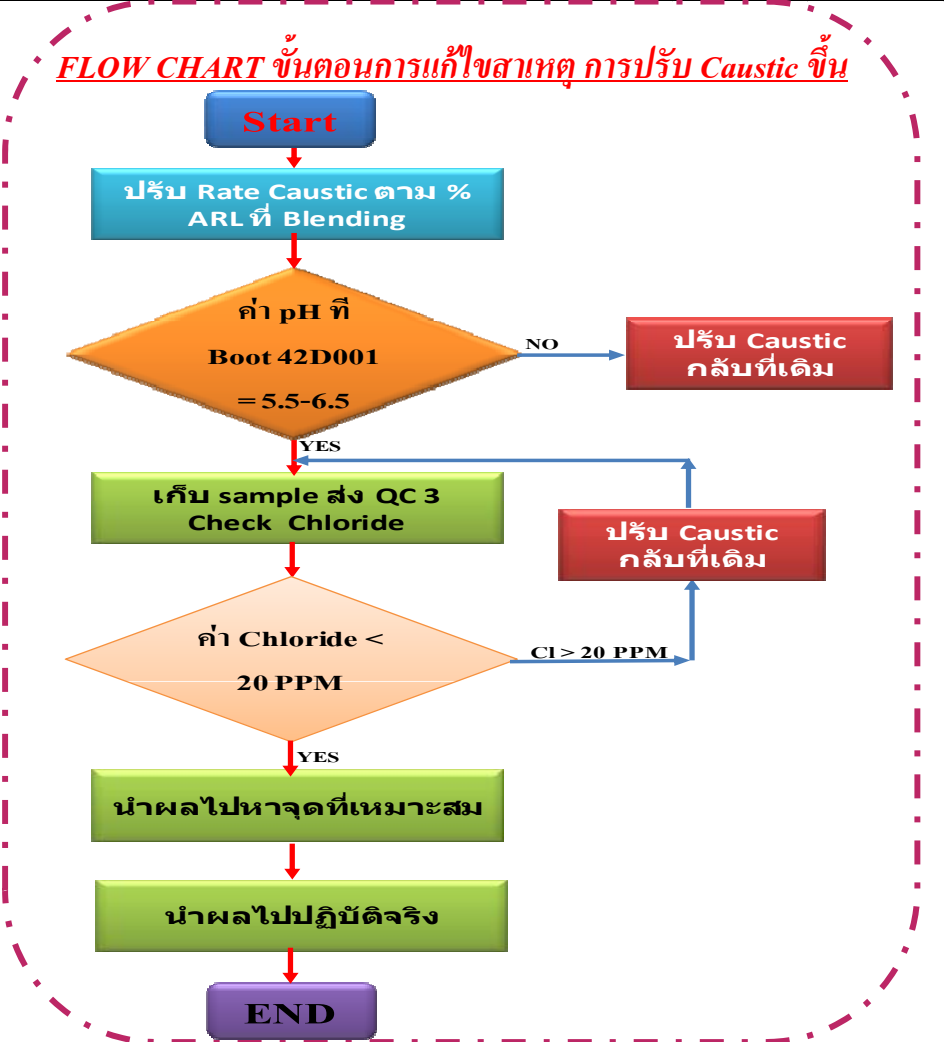 FLOW CHART ขั้นตอนการแก้ไขสาเหตุ การปรับ Caustic ขึ้น
Start
ปรับ Rate Caustic ตาม %
ARL ที่ Blending
ค่า pH ที่
Boot 42D001
= 5.5-6.5
NO
ปรับ Caustic
กลับที่เดิม
YES
เก็บ sample ส่ง QC 3
Check Chloride
ปรับ Caustic
กลับที่เดิม
ค่า Chloride <
20 PPM
Cl > 20 PPM
YES
นำผลไปหาจุดที่เหมาะสม
นำผลไปปฏิบัติจริง
END